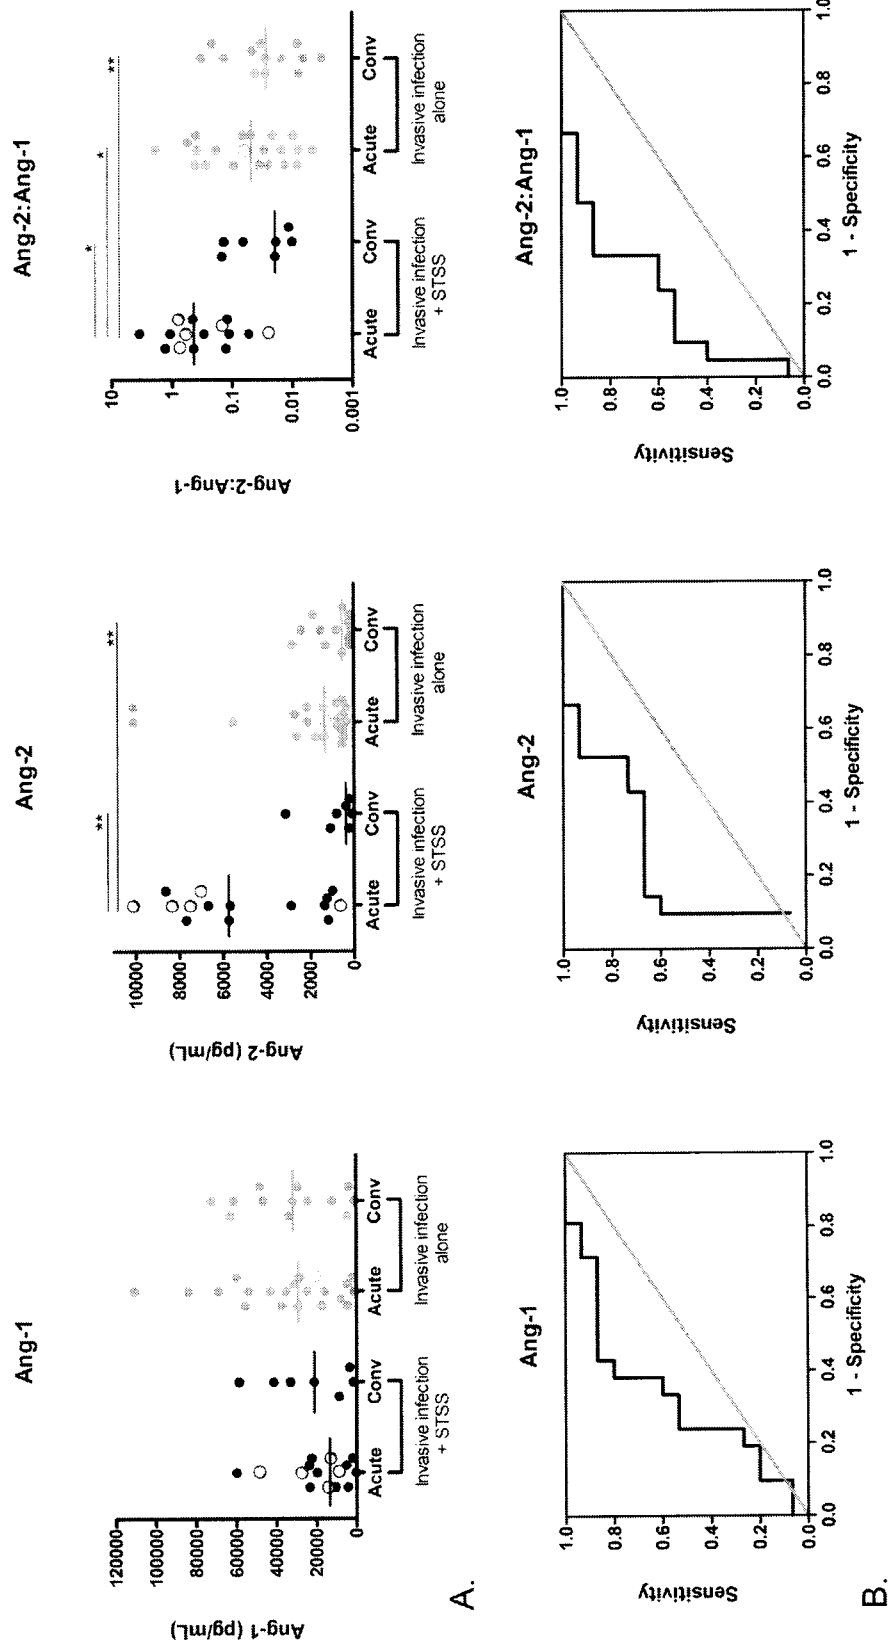 Ang-1
Ang-1 (pg/mL)
120000
100000
80000
60000
40000
20000
0
Acute
Conv
Acute
Conv
Invasive infection
+ STSS
Invasive infection
alone
Ang-2
Ang-2 (pg/mL)
10000
8000
6000
4000
2000
0
**
**
Acute
Conv
Acute
Conv
Invasive infection
+ STSS
Invasive infection
alone
Ang-2:Ang-1
Ang-2:Ang-1
10
1
0.1
0.01
0.001
*
*
**
Acute
Conv
Acute
Conv
Invasive infection
+ STSS
Invasive infection
alone
A.
Ang-1
Sensitivity
1.0
0.8
0.6
0.4
0.2
0.0
0.0
0.2
0.4
0.6
0.8
1.0
1 - Specificity
Ang-2
Sensitivity
1.0
0.8
0.6
0.4
0.2
0.0
0.0
0.2
0.4
0.6
0.8
1.0
1 - Specificity
Ang-2:Ang-1
Sensitivity
1.0
0.8
0.6
0.4
0.2
0.0
0.0
0.2
0.4
0.6
0.8
1.0
1 - Specificity
B.